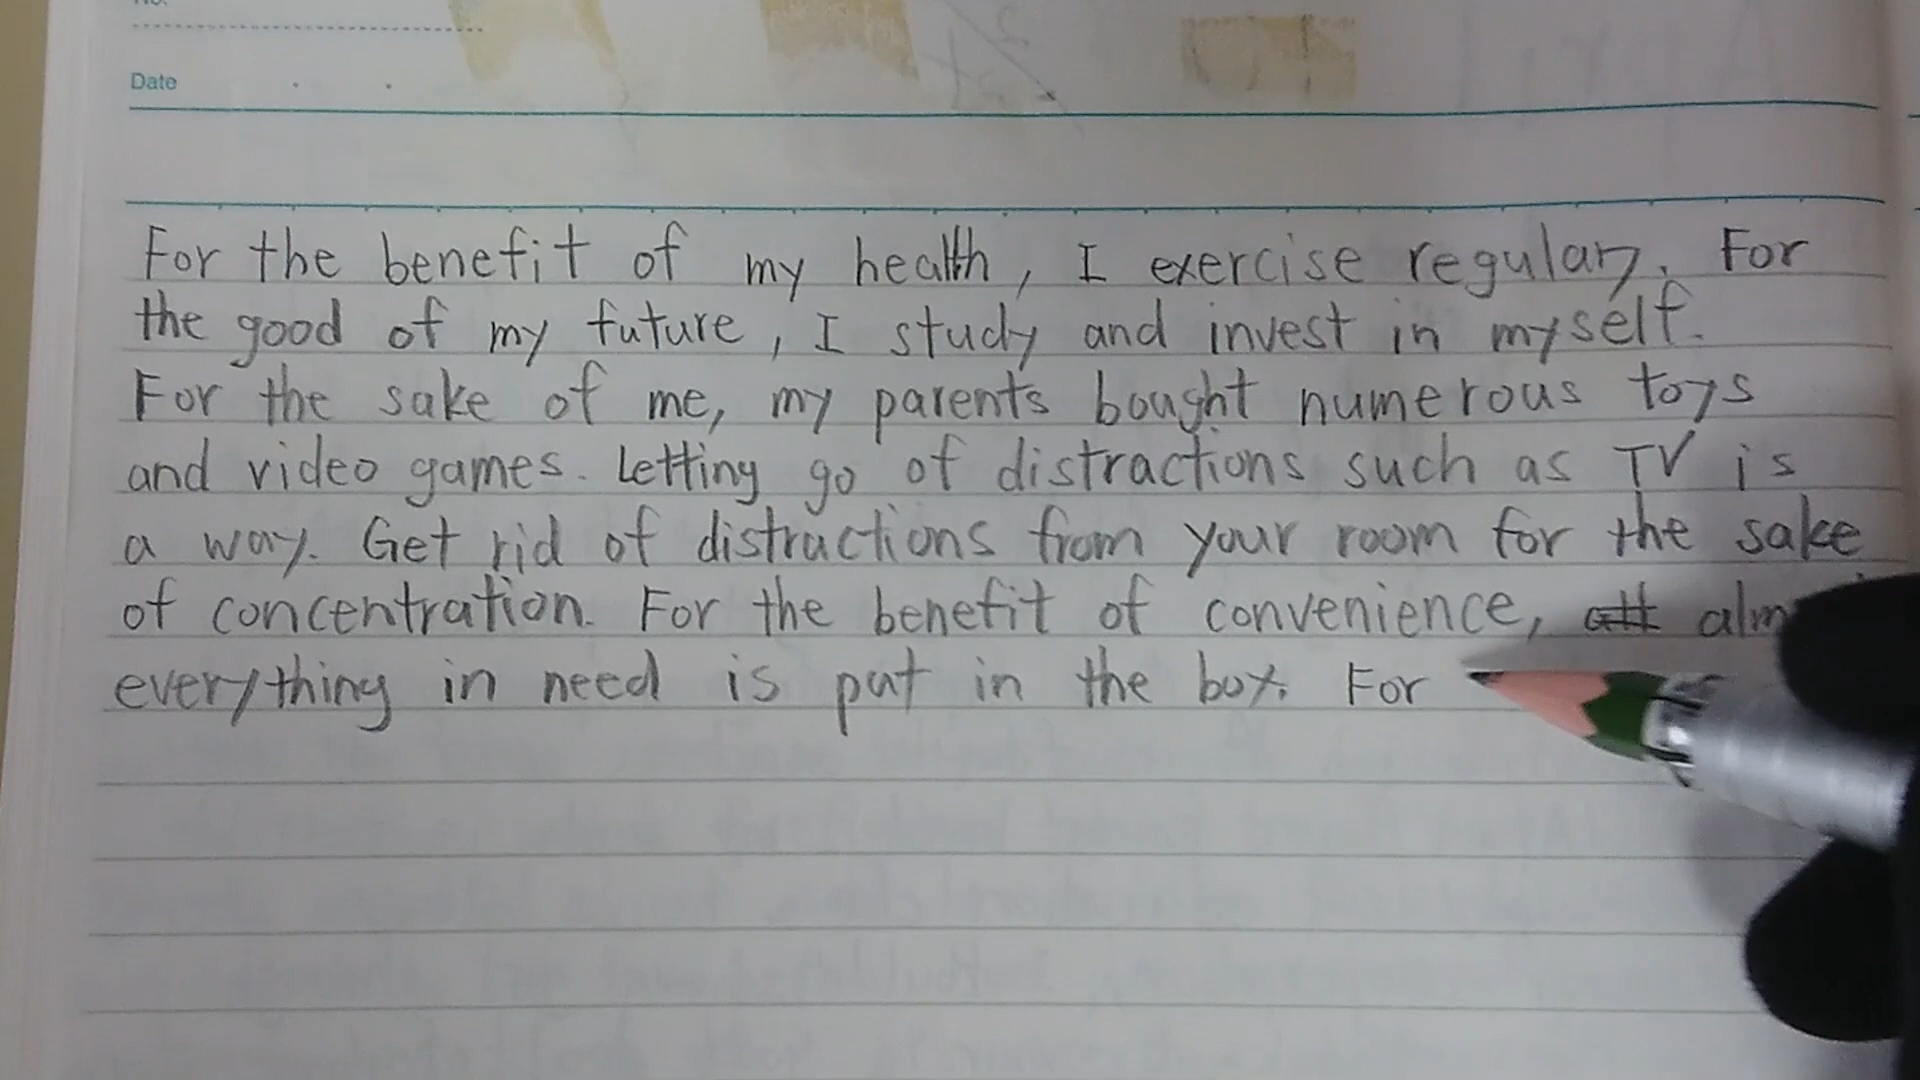 No.
Date
For the benefit of my health, I exercise regulary. For
the good of my future, I study and invest in myself.
For the sake of me, my parents bought numerous toys
and video games. Letting go of distractions such as TV is
a way. Get rid of distractions from your room for the sake
of concentration. For the benefit of convenience,
everything in need is put in the box. For